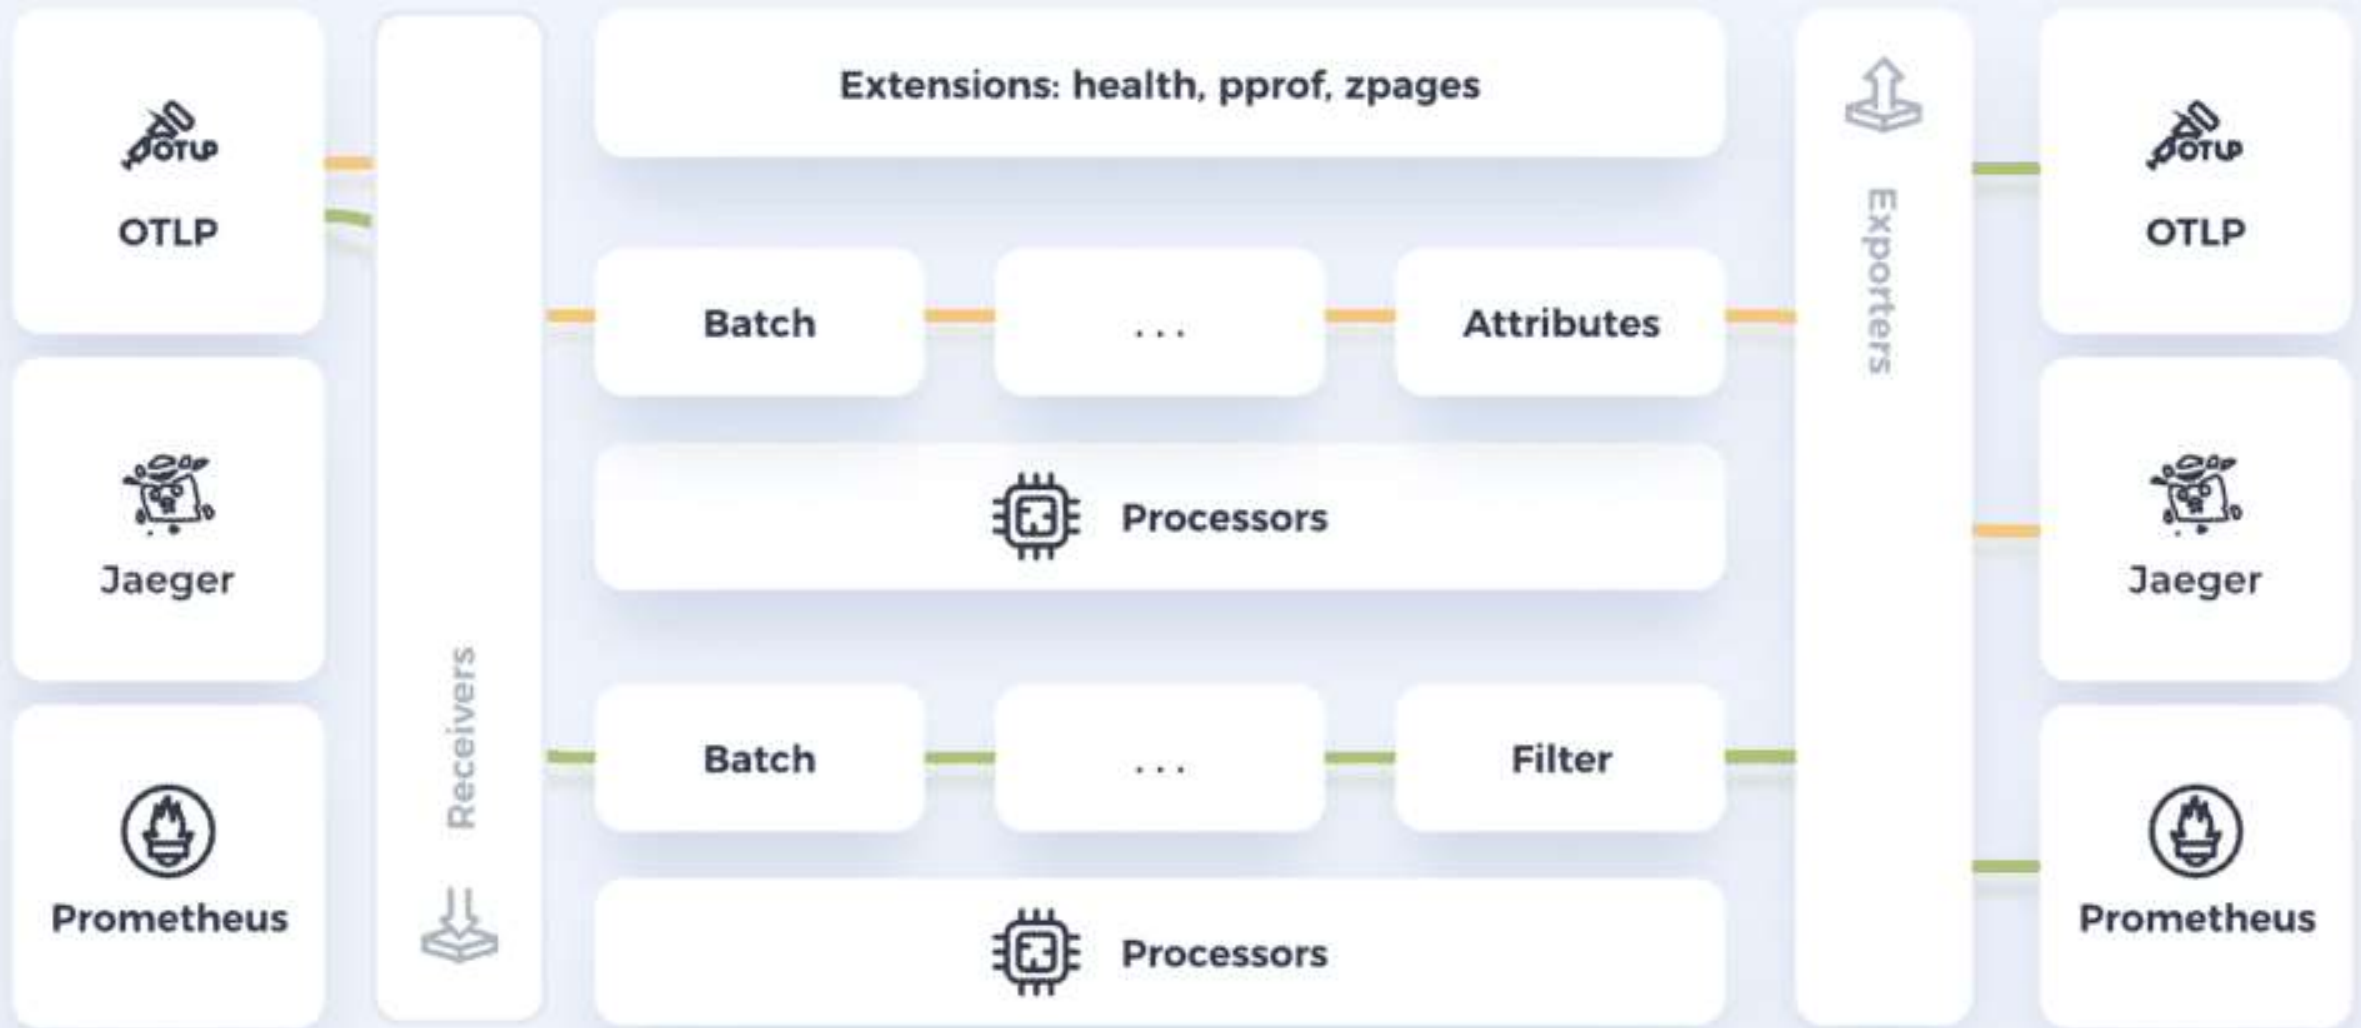 OTLP
OTLP
Jaeger
Prometheus
Receivers
Extensions: health, pprof, zpages
Batch
...
Attributes
Processors
Batch
...
Filter
Processors
Exporters
OTLP
OTLP
Jaeger
Prometheus